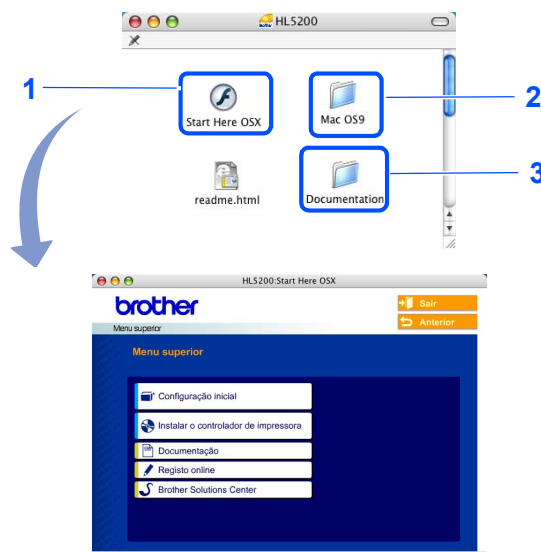 HL5200
1
Start Here OSX
Mac OS9
2
readme.html
Documentation
3
HL5200:Start Here OSX
brother
Sair
Menu superior
Anterior
Menu superior
Configuração inicial
Instalar o controlador de impressora
Documentação
Registo online
Brother Solutions Center